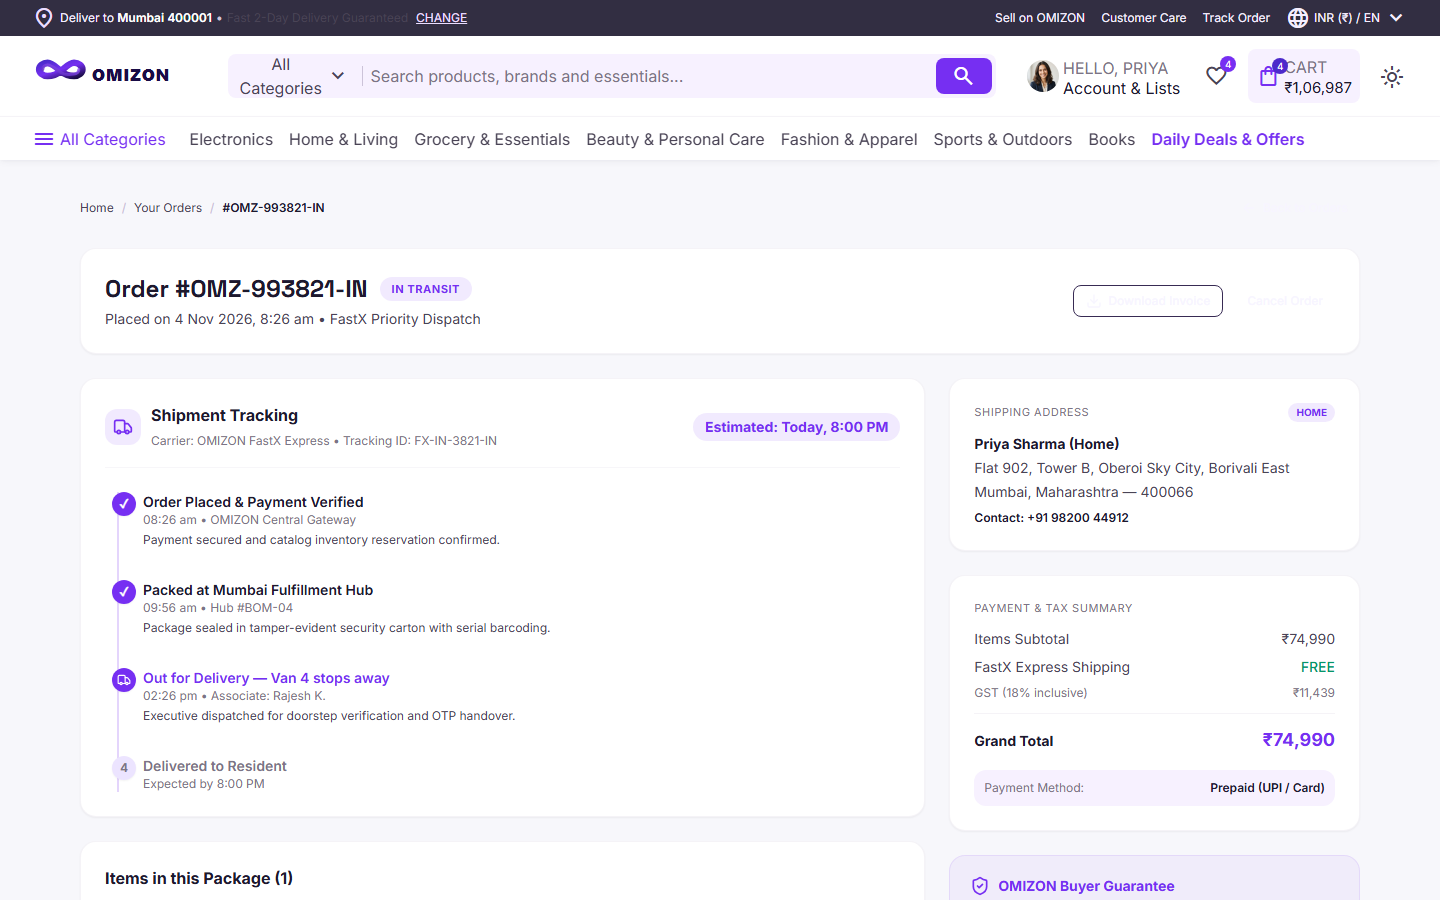 Deliver to Mumbai 400001 • Fast 2-Day Delivery Guaranteed CHANGE
Sell on OMIZON Customer Care Track Order INR (₹) / EN
OMIZON
All Categories
Search products, brands and essentials...
HELLO, PRIYA
Account & Lists
4
4
CART
₹1,06,987
All Categories Electronics Home & Living Grocery & Essentials Beauty & Personal Care Fashion & Apparel Sports & Outdoors Books Daily Deals & Offers
Home / Your Orders / #OMZ-993821-IN
Order #OMZ-993821-IN IN TRANSIT
Placed on 4 Nov 2026, 8:26 am • FastX Priority Dispatch
Download Invoice Cancel Order
Shipment Tracking
Carrier: OMIZON FastX Express • Tracking ID: FX-IN-3821-IN
Estimated: Today, 8:00 PM
Order Placed & Payment Verified
08:26 am • OMIZON Central Gateway
Payment secured and catalog inventory reservation confirmed.
Packed at Mumbai Fulfillment Hub
09:56 am • Hub #BOM-04
Package sealed in tamper-evident security carton with serial barcoding.
Out for Delivery — Van 4 stops away
02:26 pm • Associate: Rajesh K.
Executive dispatched for doorstep verification and OTP handover.
4 Delivered to Resident
Expected by 8:00 PM
Items in this Package (1)
SHIPPING ADDRESS HOME
Priya Sharma (Home)
Flat 902, Tower B, Oberoi Sky City, Borivali East
Mumbai, Maharashtra — 400066
Contact: +91 98200 44912
PAYMENT & TAX SUMMARY
Items Subtotal ₹74,990
FastX Express Shipping FREE
GST (18% inclusive) ₹11,439
Grand Total ₹74,990
Payment Method: Prepaid (UPI / Card)
OMIZON Buyer Guarantee